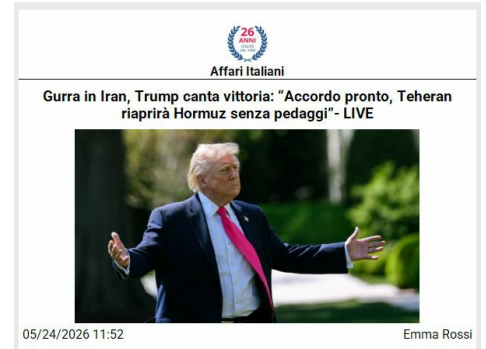 26
ANNI
Affari Italiani
Gurra in Iran, Trump canta vittoria: “Accordo pronto, Teheran
riaprirà Hormuz senza pedaggi”- LIVE
05/24/2026 11:52
Emma Rossi